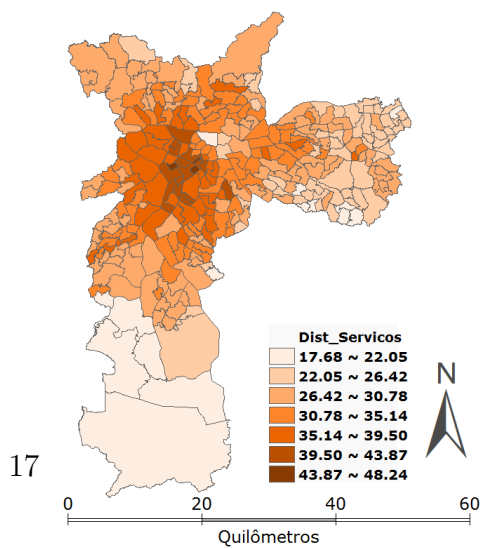 Dist_Servicos
17.68 ~ 22.05
22.05 ~ 26.42
26.42 ~ 30.78
30.78 ~ 35.14
35.14 ~ 39.50
39.50 ~ 43.87
43.87 ~ 48.24
N
17
0 20 40 60
Quilômetros